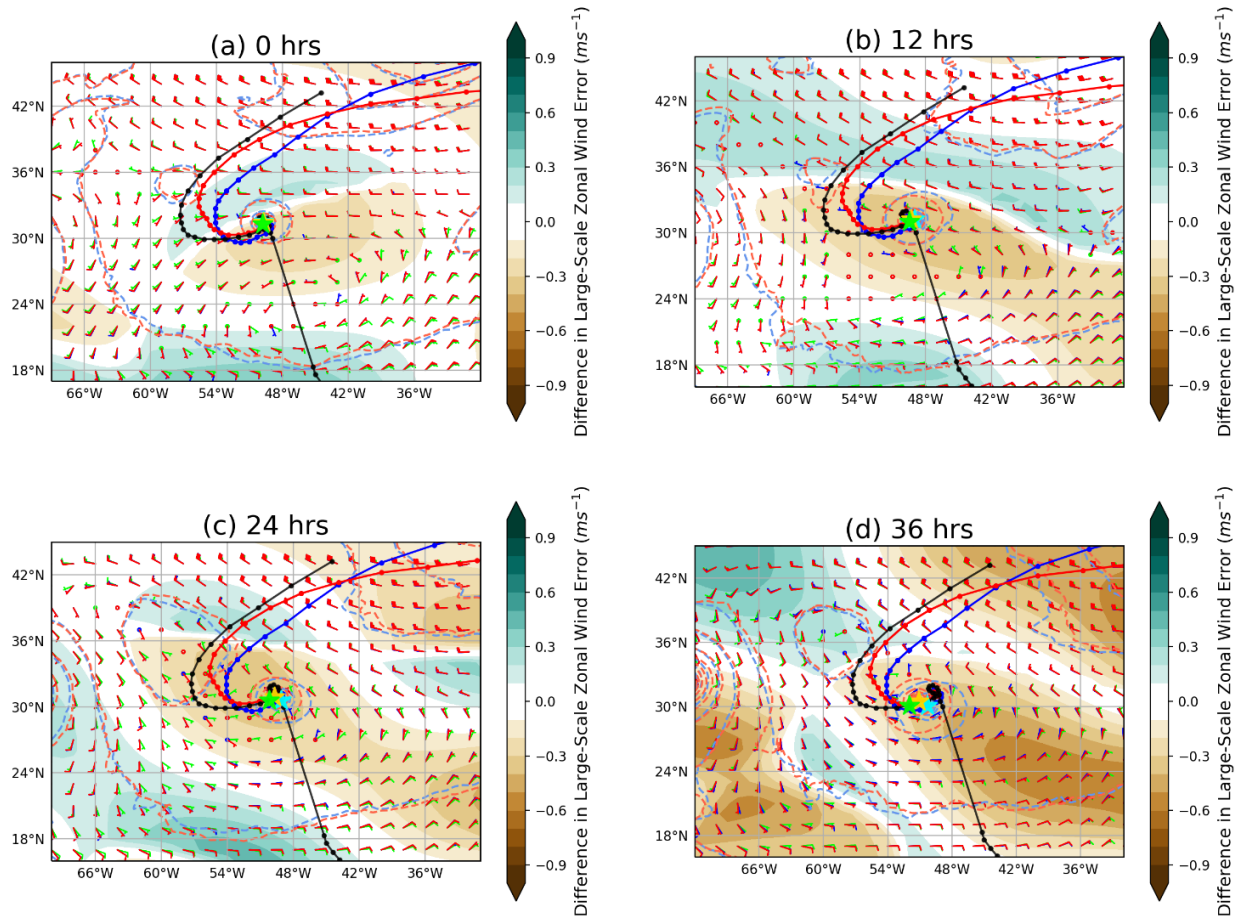 (a) 0 hrs
42°N
36°N
30°N
24°N
18°N
66°W 60°W 54°W 48°W 42°W 36°W
0.9
0.6
0.3
0.0
−0.3
−0.6
−0.9
Difference in Large-Scale Zonal Wind Error (ms⁻¹)
(b) 12 hrs
42°N
36°N
30°N
24°N
18°N
66°W 60°W 54°W 48°W 42°W 36°W
0.9
0.6
0.3
0.0
−0.3
−0.6
−0.9
Difference in Large-Scale Zonal Wind Error (ms⁻¹)
(c) 24 hrs
42°N
36°N
30°N
24°N
18°N
66°W 60°W 54°W 48°W 42°W 36°W
0.9
0.6
0.3
0.0
−0.3
−0.6
−0.9
Difference in Large-Scale Zonal Wind Error (ms⁻¹)
(d) 36 hrs
42°N
36°N
30°N
24°N
18°N
66°W 60°W 54°W 48°W 42°W 36°W
0.9
0.6
0.3
0.0
−0.3
−0.6
−0.9
Difference in Large-Scale Zonal Wind Error (ms⁻¹)